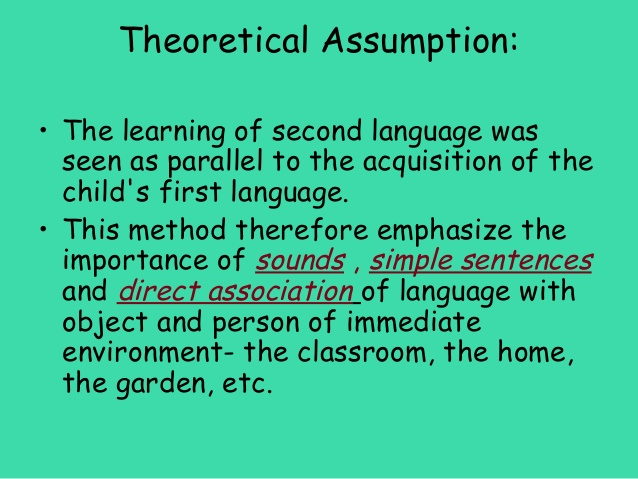 Theoretical Assumption:
• The learning of second language was
seen as parallel to the acquisition of the
child's first language.
• This method therefore emphasize the
importance of sounds , simple sentences
and direct association of language with
object and person of immediate
environment- the classroom, the home,
the garden, etc.